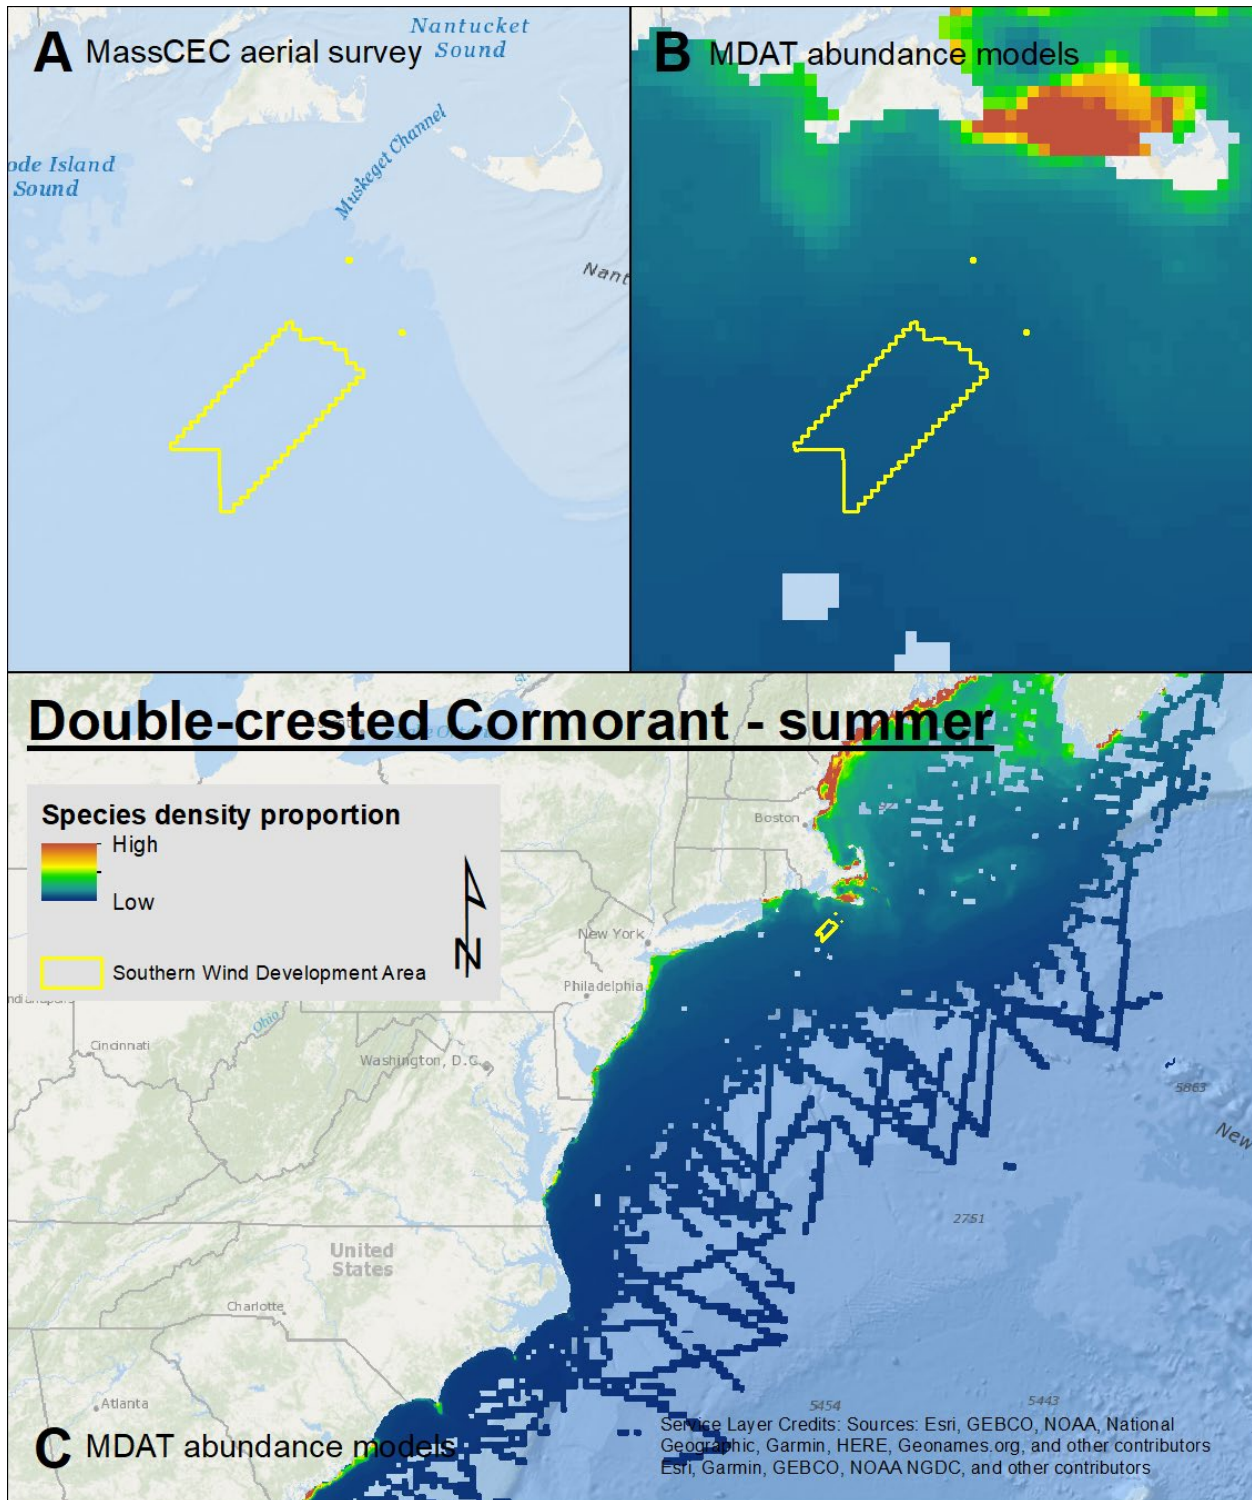 A MassCEC aerial survey
Nantucket
Sound
ode Island
Sound
Muskeget Channel
Nant
B MDAT abundance models
Double-crested Cormorant - summer
Species density proportion
High
Low
N
Southern Wind Development Area
Boston
New York
Philadelphia
Ohio
Cincinnati
Washington, D.C.
5863
New
2751
United
States
Charlotte
Atlanta
5443
5454
C MDAT abundance models
Service Layer Credits: Sources: Esri, GEBCO, NOAA, National
Geographic, Garmin, HERE, Geonames.org, and other contributors
Esri, Garmin, GEBCO, NOAA NGDC, and other contributors